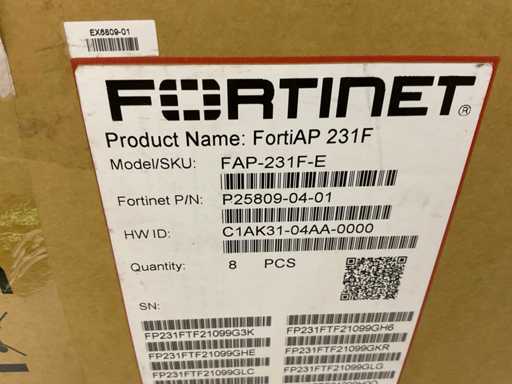 EX6809-01
FORTINET®
Product Name: FortiAP 231F
Model/SKU: FAP-231F-E
Fortinet P/N: P25809-04-01
HW ID: C1AK31-04AA-0000
Quantity: 8 PCS
SN:
FP231FTF21099G3K FP231FTF21099GH6
FP231FTF21099GHE FP231FTF21099GKR
FP231FTF21099GLC FP231FTF21099GLG